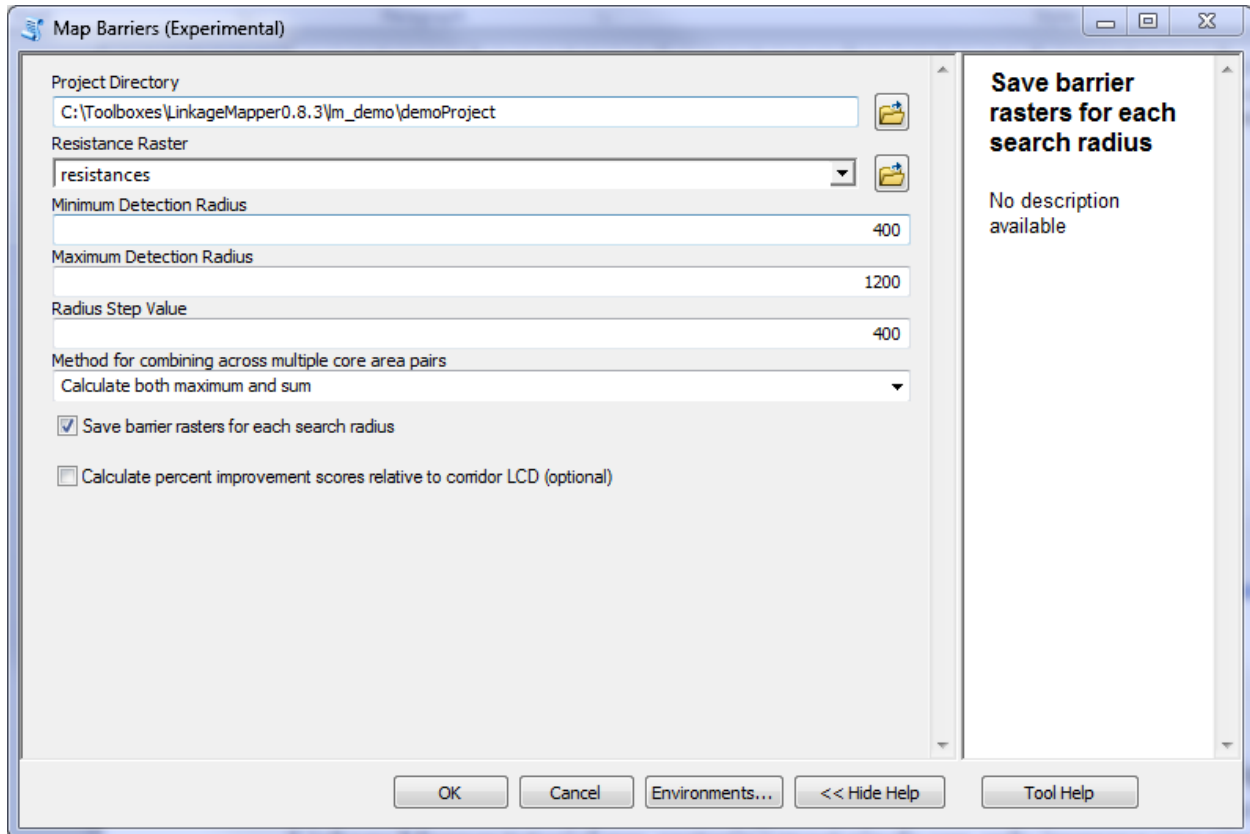 Map Barriers (Experimental)
Project Directory
C:\Toolboxes\LinkageMapper0.8.3\lm_demo\demoProject
Resistance Raster
resistances
Minimum Detection Radius
400
Maximum Detection Radius
1200
Radius Step Value
400
Method for combining across multiple core area pairs
Calculate both maximum and sum
Save barrier rasters for each search radius
Calculate percent improvement scores relative to corridor LCD (optional)
Save barrier
rasters for each
search radius
No description
available
OK
Cancel
Environments...
<< Hide Help
Tool Help